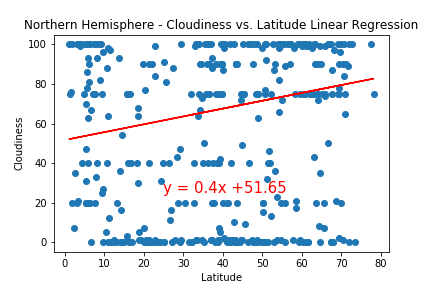 Northern Hemisphere - Cloudiness vs. Latitude Linear Regression
100
80
60
40
20
0
Cloudiness
y = 0.4x +51.65
0 10 20 30 40 50 60 70 80
Latitude